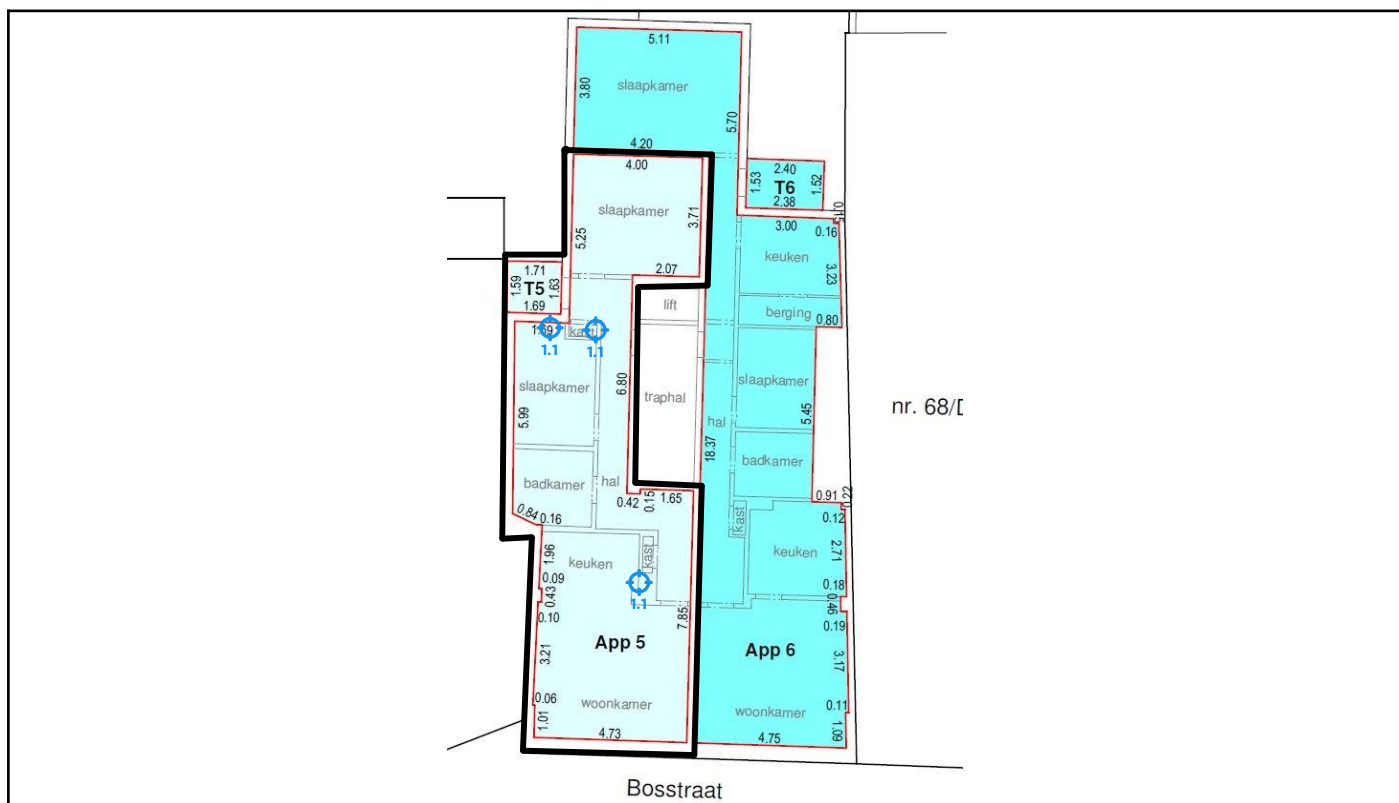 5.11
slaapkamer
3.80
5.70
4.20
4.00
2.40
1.53
T6
1.52
2.38
slaapkamer
3.71
0.15
3.00
0.16
5.25
keuken
3.23
2.07
1.71
1.59
T5
1.63
1.69
lift
berging
0.80
1.69
kast
1.1
1.1
slaapkamer
6.80
traphal
slaapkamer
5.99
5.45
nr. 68/D
hal
18.37
badkamer
badkamer
hal
0.42
0.15
1.65
0.91
0.22
0.84
0.16
kast
0.12
1.96
keuken
kast
keuken
2.71
0.09
0.43
1.1
0.18
0.46
0.10
7.85
0.19
App 5
App 6
3.21
3.17
0.06
woonkamer
woonkamer
0.11
1.01
4.73
4.75
1.09
Bosstraat